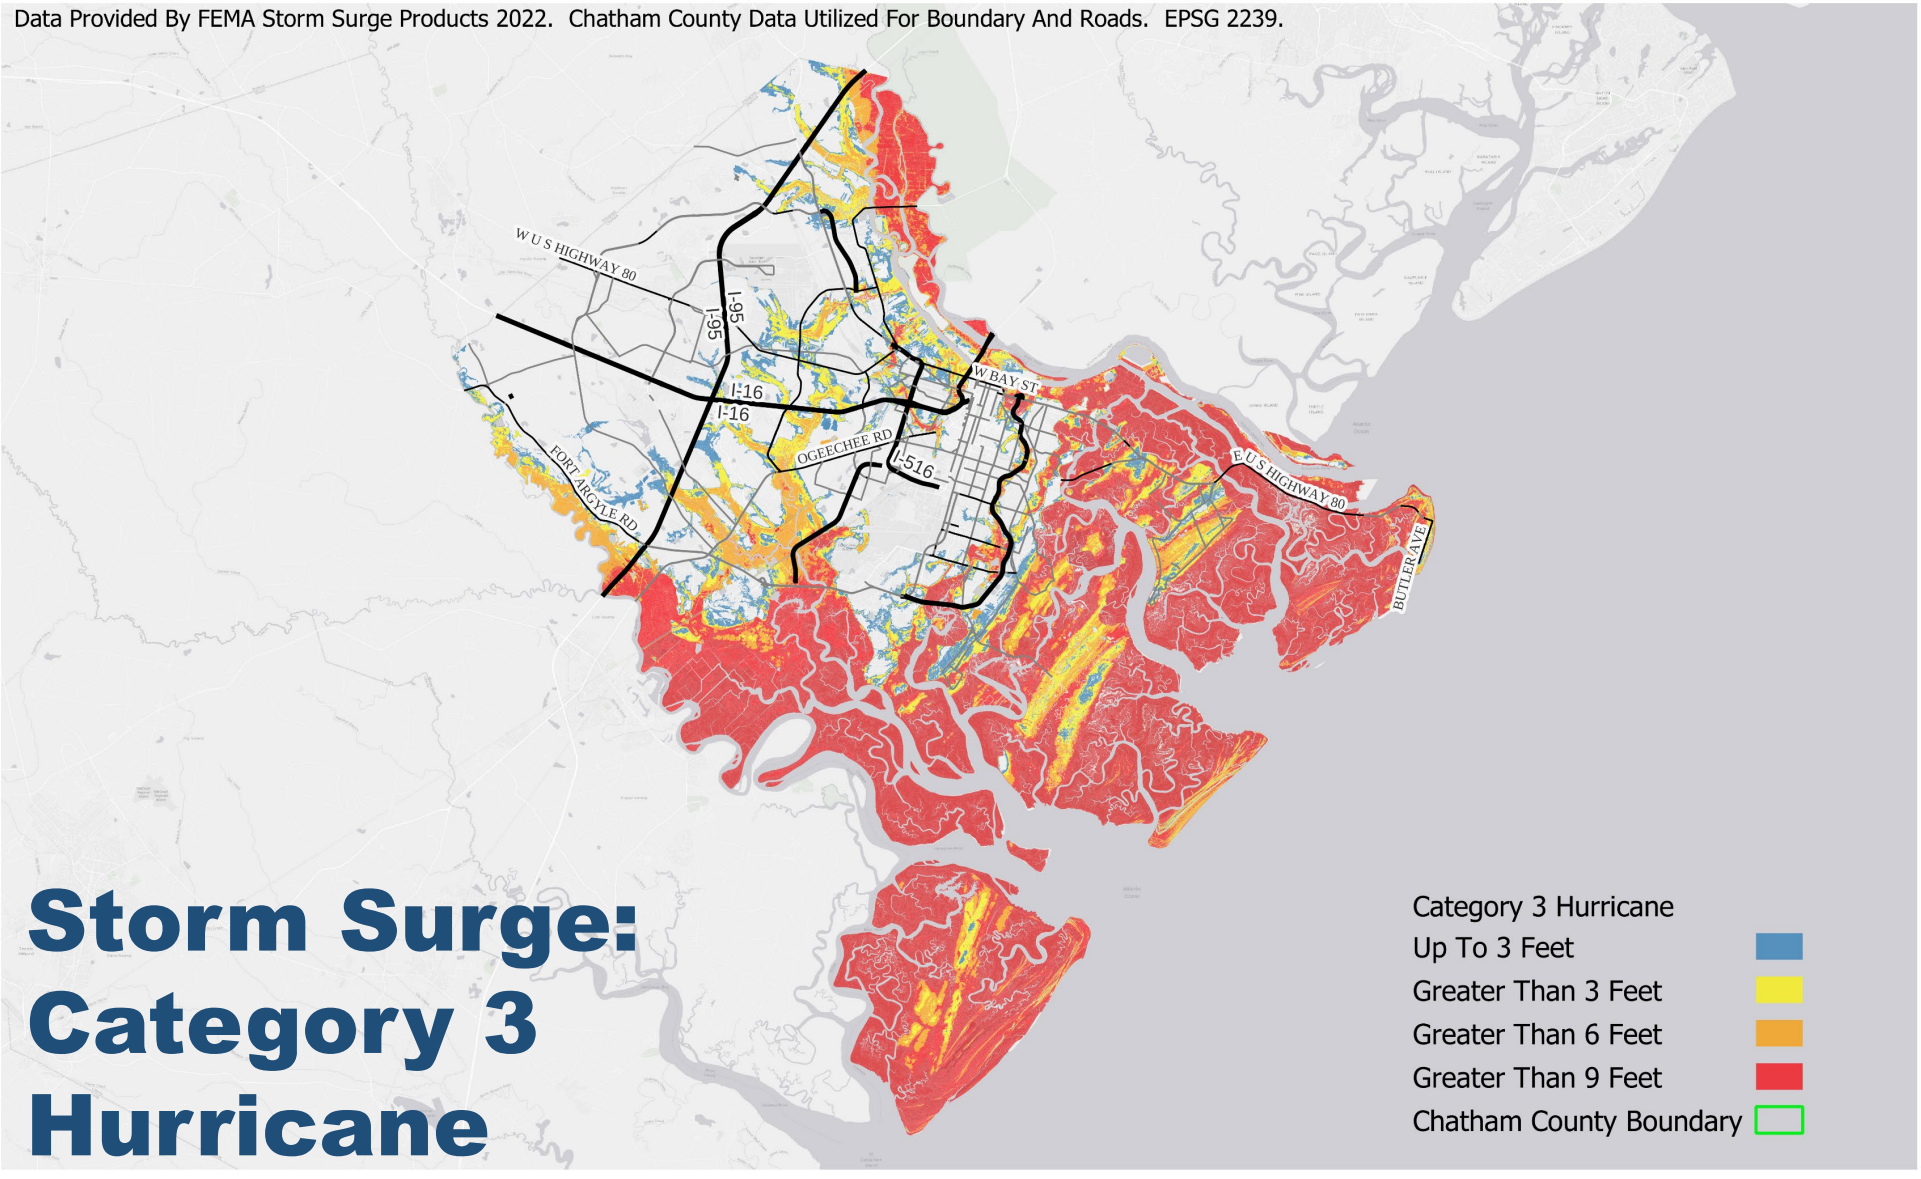 Data Provided By FEMA Storm Surge Products 2022.  Chatham County Data Utilized For Boundary And Roads.  EPSG 2239.
W U S HIGHWAY 80
I-95
I-95
I-16
I-16
W BAY ST
OGEECHEE RD
I-516
FORT ARGYLE RD
E U S HIGHWAY 80
BUTLER AVE
Storm Surge:
Category 3
Hurricane
Category 3 Hurricane
Up To 3 Feet
Greater Than 3 Feet
Greater Than 6 Feet
Greater Than 9 Feet
Chatham County Boundary